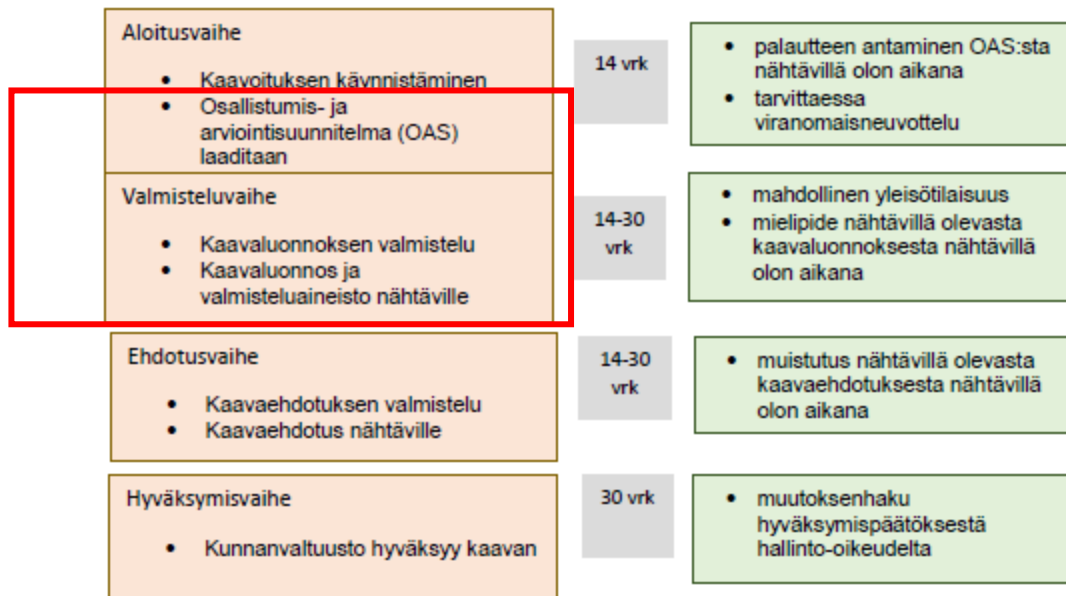 Aloitusvaihe
• Kaavoituksen käynnistäminen
• Osallistumis- ja
arviointisuunnitelma (OAS)
laaditaan
14 vrk
• palautteen antaminen OAS:sta
nähtävillä olon aikana
• tarvittaessa
viranomaisneuvottelu
Valmisteluvaihe
• Kaavaluonnoksen valmistelu
• Kaavaluonnos ja
valmisteluaineisto nähtäville
14-30
vrk
• mahdollinen yleisötilaisuus
• mielipide nähtävillä olevasta
kaavaluonnoksesta nähtävillä
olon aikana
Ehdotusvaihe
• Kaavaehdotuksen valmistelu
• Kaavaehdotus nähtäville
14-30
vrk
• muistutus nähtävillä olevasta
kaavaehdotuksesta nähtävillä
olon aikana
Hyväksymisvaihe
• Kunnanvaltuusto hyväksyy kaavan
30 vrk
• muutoksenhaku
hyväksymispäätöksestä
hallinto-oikeudelta